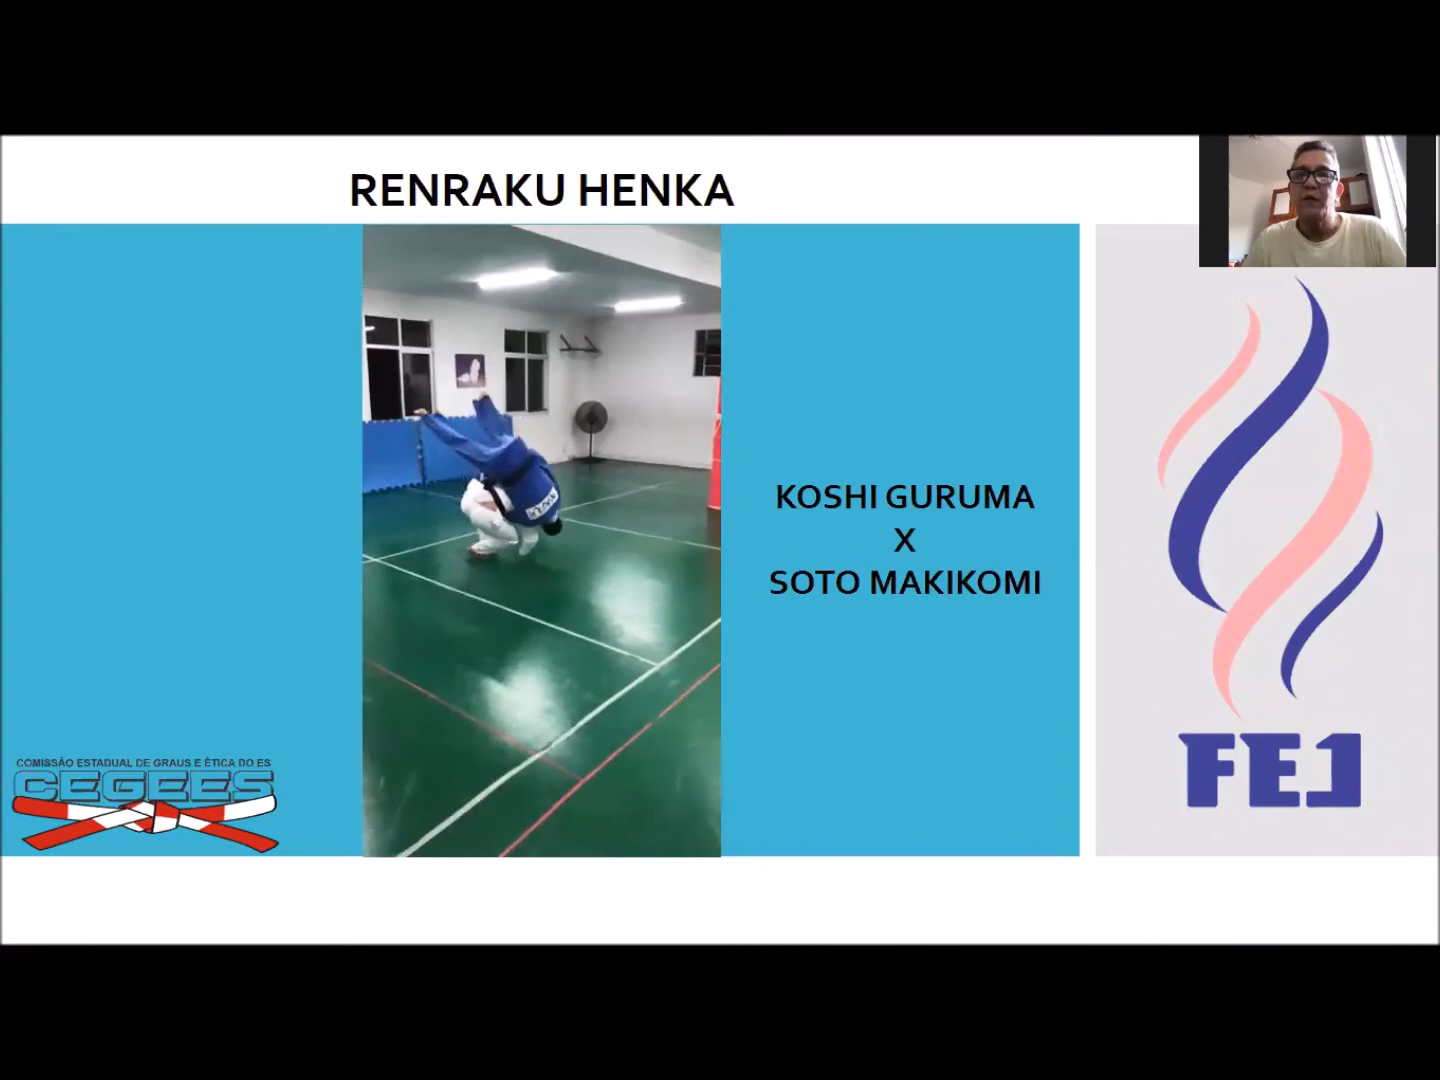 RENRAKU HENKA
KOSHI GURUMA
X
SOTO MAKIKOMI
COMISSÃO ESTADUAL DE GRAUS E ÉTICA DO ES
CEGEES
FEJ